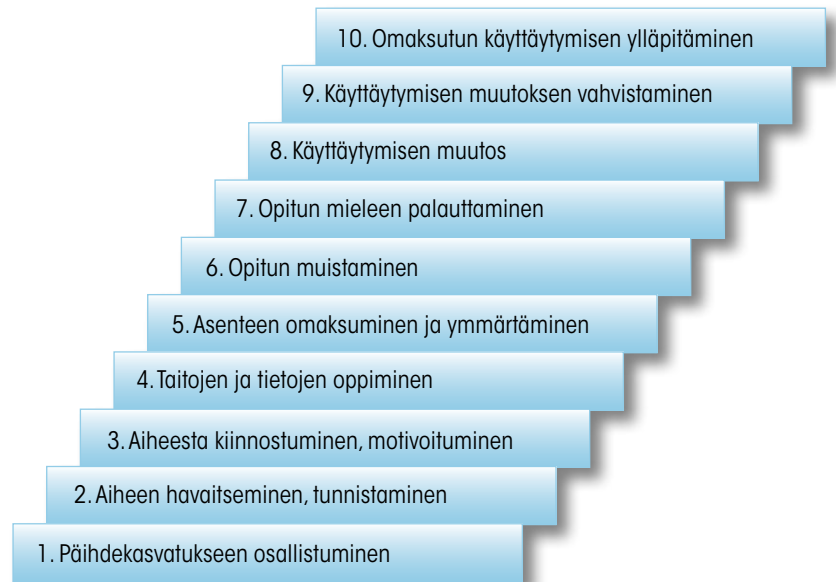 10. Omaksutun käyttäytymisen ylläpitäminen
9. Käyttäytymisen muutoksen vahvistaminen
8. Käyttäytymisen muutos
7. Opitun mieleen palauttaminen
6. Opitun muistaminen
5. Asenteen omaksuminen ja ymmärtäminen
4. Taitojen ja tietojen oppiminen
3. Aiheesta kiinnostuminen, motivoituminen
2. Aiheen havaitseminen, tunnistaminen
1. Päihdekasvatukseen osallistuminen